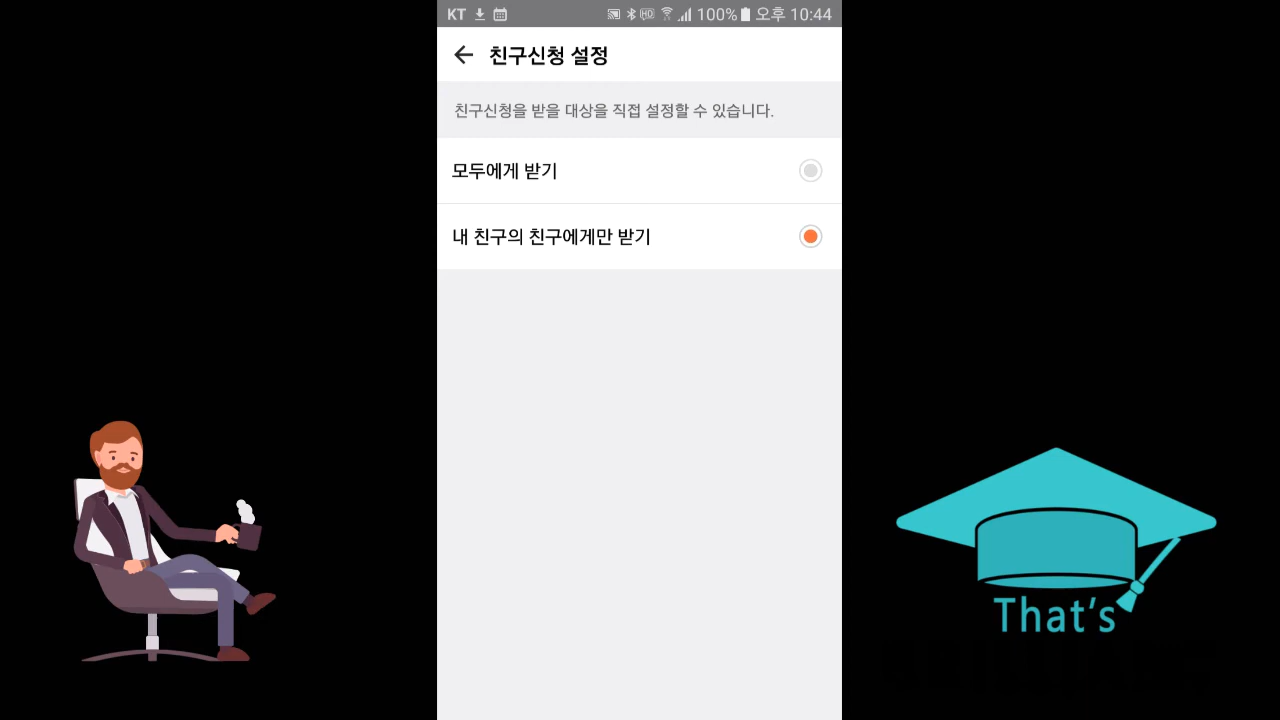 KT HD 100% 오후 10:44
친구신청 설정
친구신청을 받을 대상을 직접 설정할 수 있습니다.
모두에게 받기
내 친구의 친구에게만 받기
That's